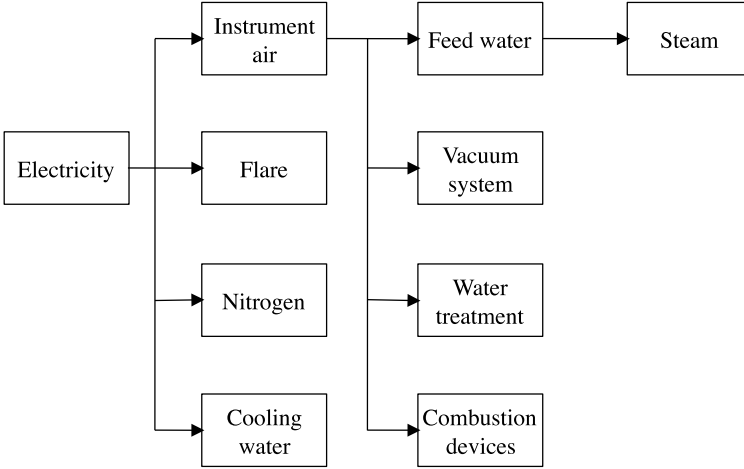 Instrument
air
Feed water
Steam
Electricity
Flare
Vacuum
system
Nitrogen
Water
treatment
Cooling
water
Combustion
devices